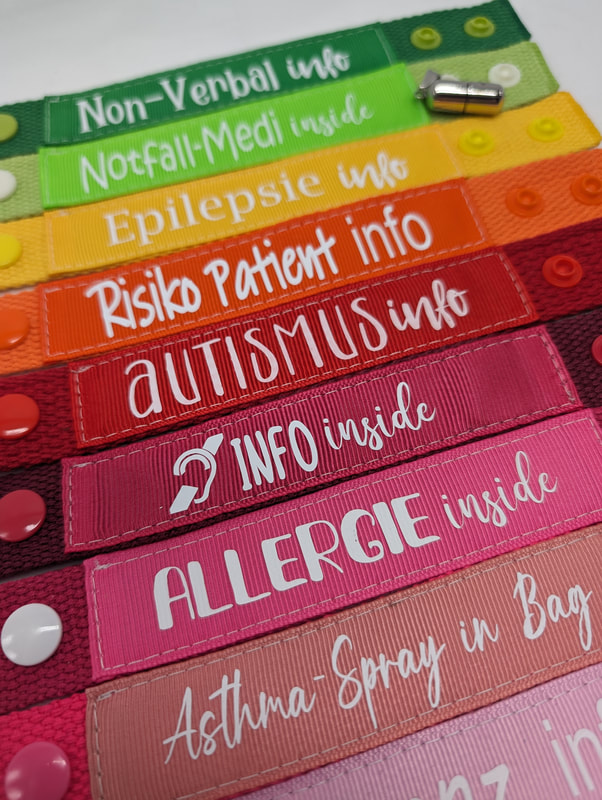 Non-Verbal info
Notfall-Medi inside
Epilepsie info
Risiko Patient info
AUTISMUS info
INFO inside
ALLERGIE inside
Asthma-Spray in Bag